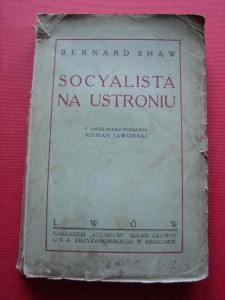 BERNARD SHAW
SOCYALISTA
NA USTRONIU
Z ANGIELSKIEGO PRZEŁOŻYŁ
ROMAN JAWORSKI
LWÓW
NAKŁADEM „ATENEUM" SKŁAD GŁÓWNY
U S. A. KRZYŻANOWSKIEGO W KRAKOWIE.